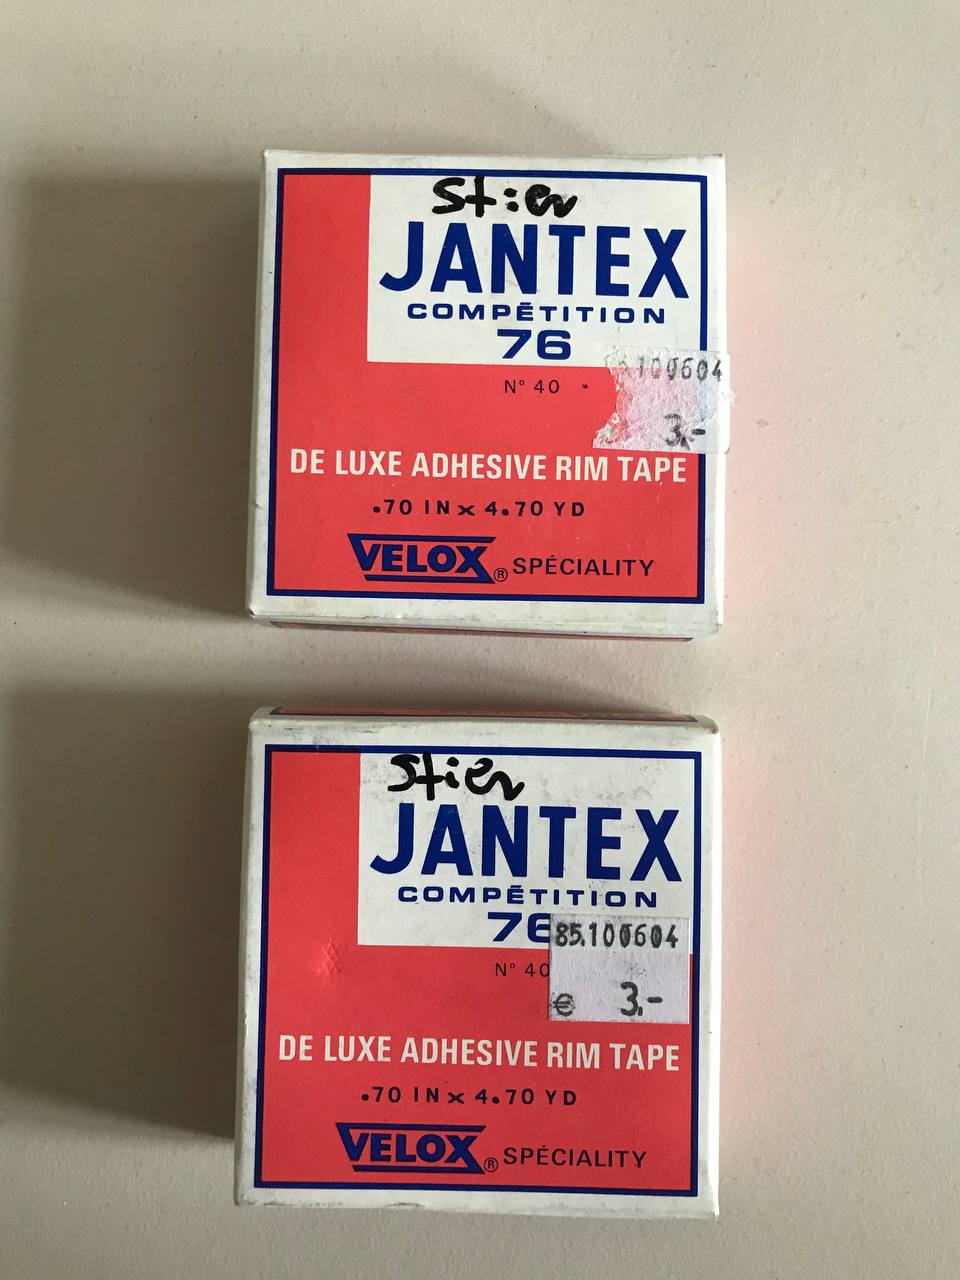 Stier
JANTEX
COMPÉTITION
76
100604
N° 40
3.-
DE LUXE ADHESIVE RIM TAPE
.70 IN x 4.70 YD
VELOX ® SPÉCIALITY
Stier
JANTEX
COMPÉTITION
76
85.100604
N° 40
€ 3.-
DE LUXE ADHESIVE RIM TAPE
.70 IN x 4.70 YD
VELOX ® SPÉCIALITY